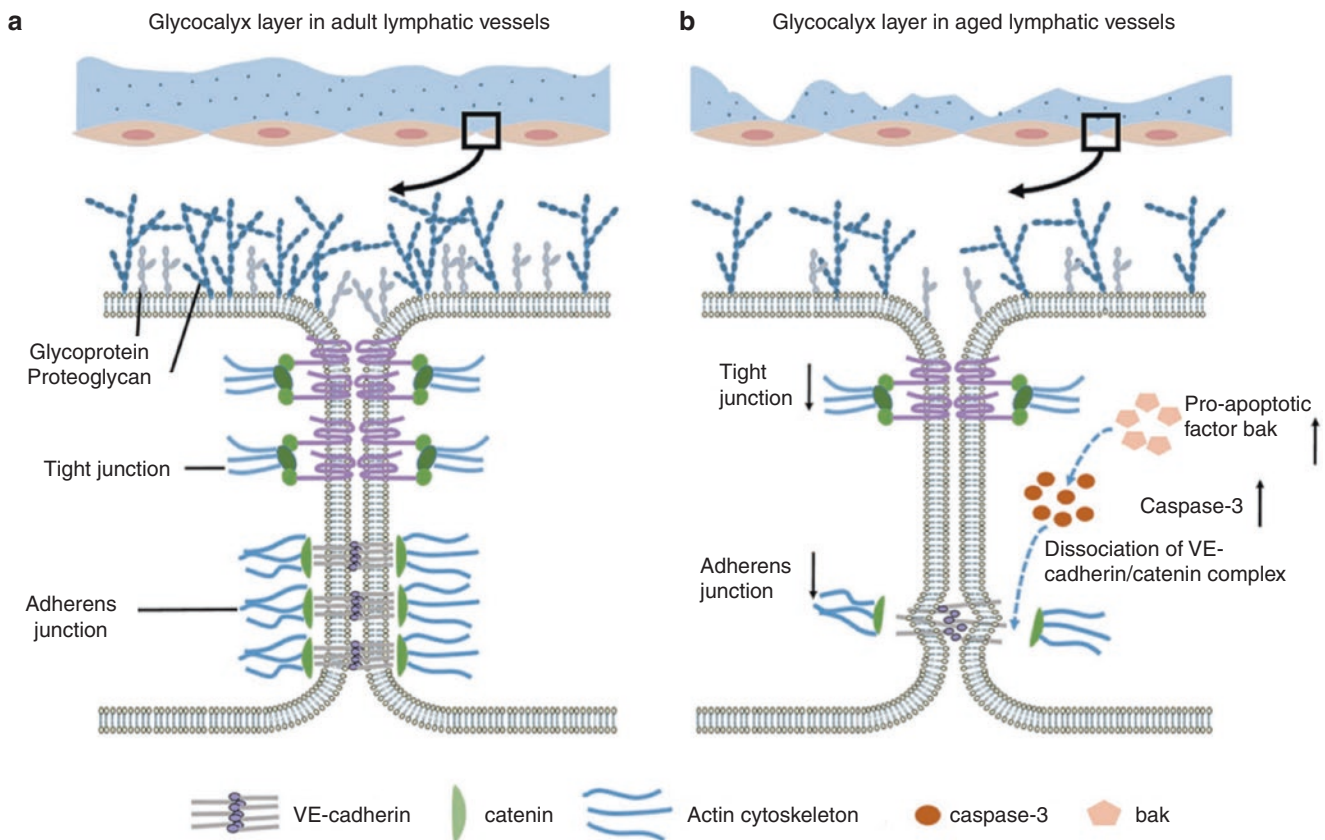 a
Glycocalyx layer in adult lymphatic vessels
Glycoprotein
Proteoglycan
Tight junction
Adherens
junction
b
Glycocalyx layer in aged lymphatic vessels
Tight
junction
Pro-apoptotic
factor bak
Caspase-3
Dissociation of VE-
cadherin/catenin complex
Adherens
junction
VE-cadherin
catenin
Actin cytoskeleton
caspase-3
bak